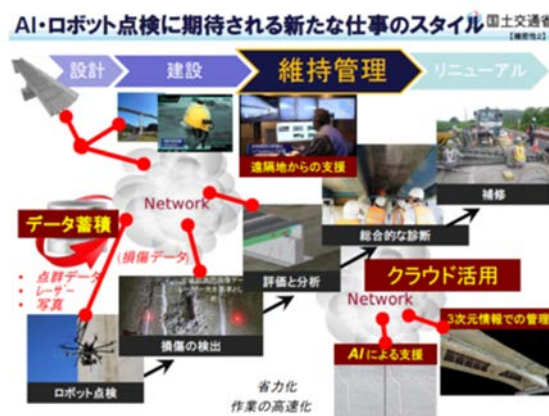 AI・ロボット点検に期待される新たな仕事のスタイル
国土交通省
【機密性2】
設計
建設
維持管理
リニューアル
遠隔地からの支援
補修
Network
データ蓄積
総合的な診断
(損傷データ)
評価と分析
クラウド活用
• 点群データ
• レーザー
• 写真
Network
3次元情報での管理
損傷の検出
AIによる支援
ロボット点検
省力化
作業の高速化